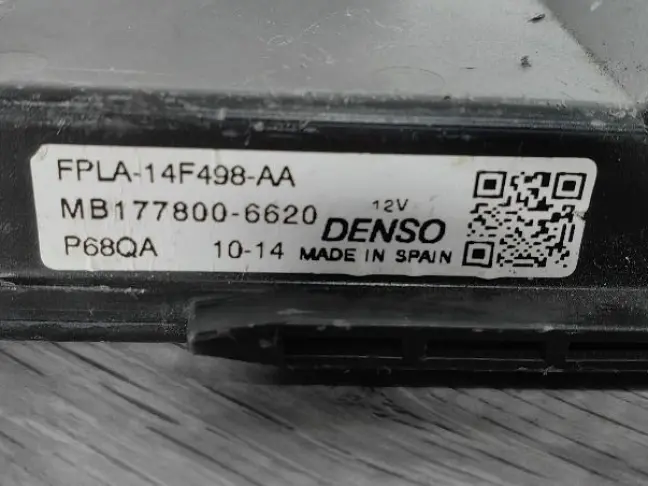 FPLA-14F498-AA
MB177800-6620
12V
DENSO
P68QA 10-14 MADE IN SPAIN